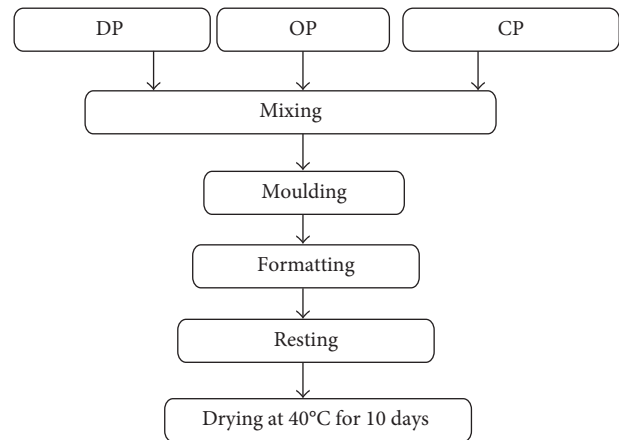 DP
OP
CP
Mixing
Moulding
Formatting
Resting
Drying at 40°C for 10 days